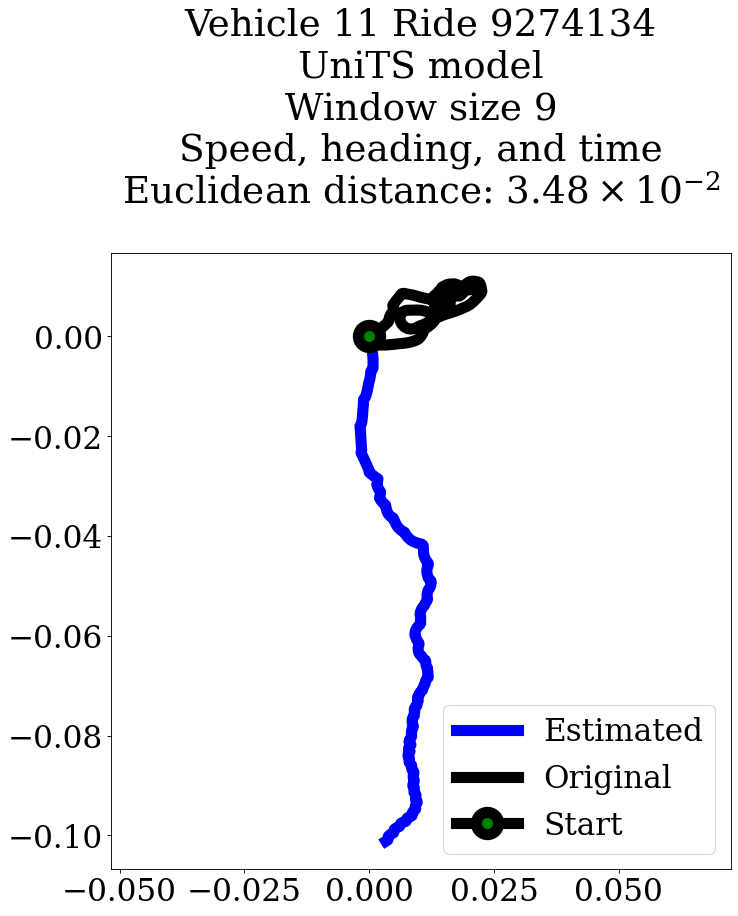 Vehicle 11 Ride 9274134
UniTS model
Window size 9
Speed, heading, and time
Euclidean distance: 3.48 × 10⁻²
0.00
−0.02
−0.04
−0.06
−0.08
−0.10
Estimated
Original
Start
−0.050 −0.025 0.000 0.025 0.050